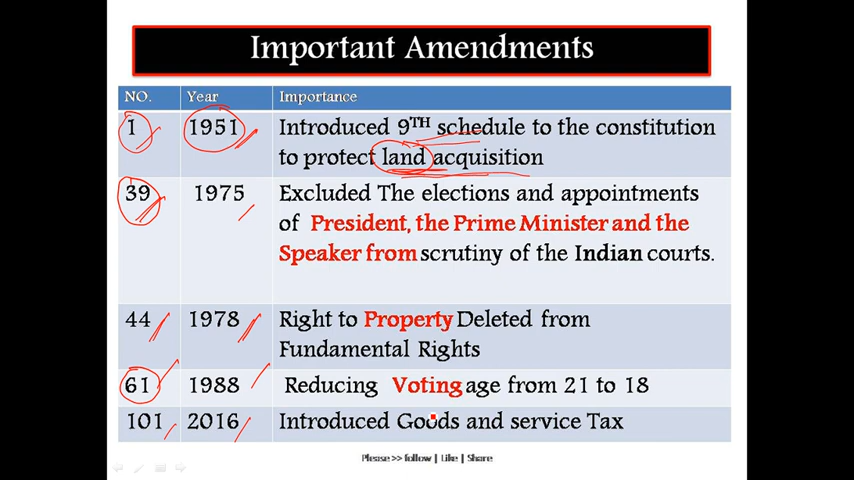 Important Amendments
NO. Year Importance
1 1951 Introduced 9TH schedule to the constitution
to protect land acquisition
39 1975 Excluded The elections and appointments
of President, the Prime Minister and the
Speaker from scrutiny of the Indian courts.
44 1978 Right to Property Deleted from
Fundamental Rights
61 1988 Reducing Voting age from 21 to 18
101 2016 Introduced Goods and service Tax
Please >> follow | Like | Share